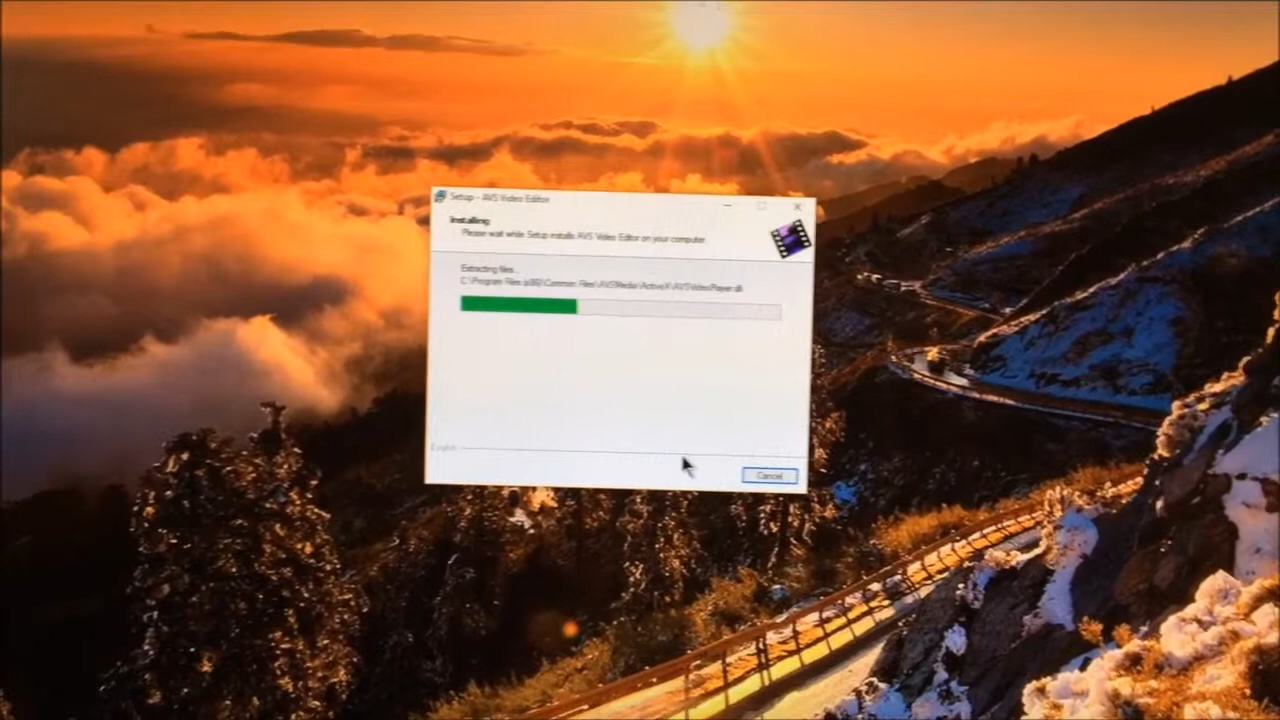 Setup - AVS Video Editor
Installing
Please wait while Setup installs AVS Video Editor on your computer.
Extracting files...
C:\Program Files (x86)\Common Files\AVSMedia\ActiveX\AVSVideoPlayer.dll
English
Cancel